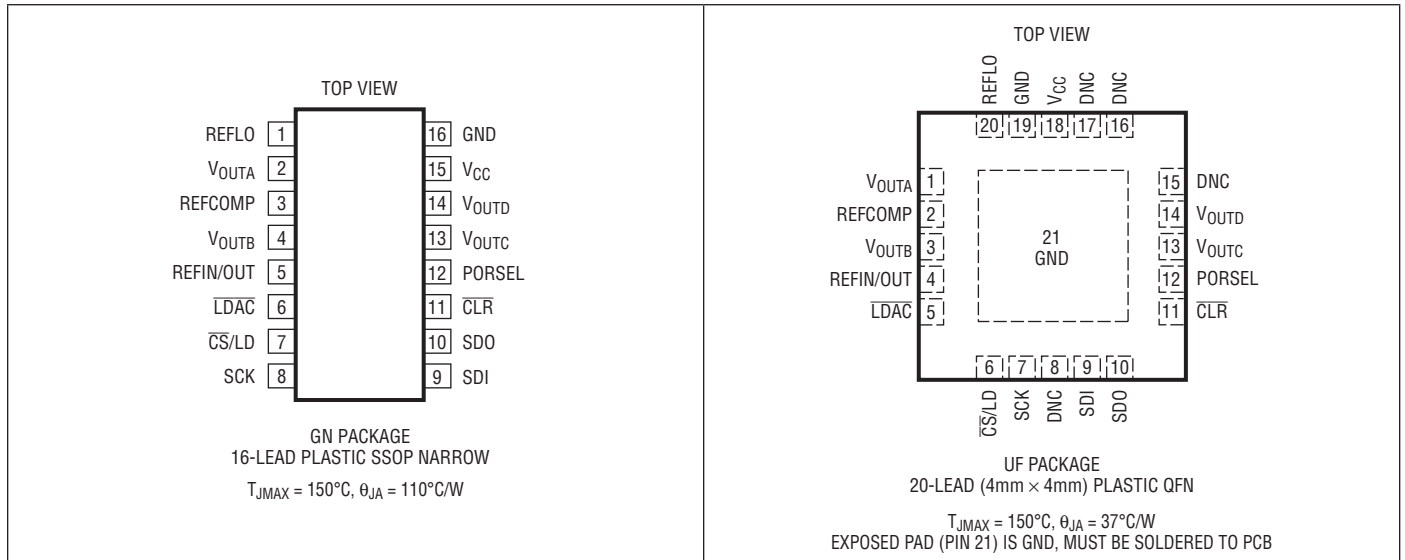 TOP VIEW
REFLO 1 16 GND
VOUTA 2 15 VCC
REFCOMP 3 14 VOUTD
VOUTB 4 13 VOUTC
REFIN/OUT 5 12 PORSEL
LDAC 6 11 CLR
CS/LD 7 10 SDO
SCK 8 9 SDI
GN PACKAGE
16-LEAD PLASTIC SSOP NARROW
TJMAX = 150°C, θJA = 110°C/W
TOP VIEW
REFLO GND VCC DNC DNC
20 19 18 17 16
VOUTA 1 15 DNC
REFCOMP 2 14 VOUTD
VOUTB 3 13 VOUTC
REFIN/OUT 4 12 PORSEL
LDAC 5 11 CLR
21
GND
6 7 8 9 10
CS/LD SCK DNC SDI SDO
UF PACKAGE
20-LEAD (4mm × 4mm) PLASTIC QFN
TJMAX = 150°C, θJA = 37°C/W
EXPOSED PAD (PIN 21) IS GND, MUST BE SOLDERED TO PCB